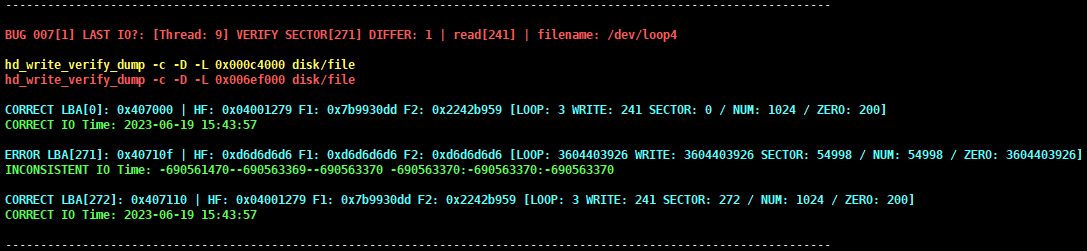 ----------------------------------------------------------------------------------------------------------------------
BUG 007[1] LAST IO?: [Thread: 9] VERIFY SECTOR[271] DIFFER: 1 | read[241] | filename: /dev/loop4
hd_write_verify_dump -c -D -L 0x000c4000 disk/file
hd_write_verify_dump -c -D -L 0x006ef000 disk/file
CORRECT LBA[0]: 0x407000 | HF: 0x04001279 F1: 0x7b9930dd F2: 0x2242b959 [LOOP: 3 WRITE: 241 SECTOR: 0 / NUM: 1024 / ZERO: 200]
CORRECT IO Time: 2023-06-19 15:43:57
ERROR LBA[271]: 0x40710f | HF: 0xd6d6d6d6 F1: 0xd6d6d6d6 F2: 0xd6d6d6d6 [LOOP: 3604403926 WRITE: 3604403926 SECTOR: 54998 / NUM: 54998 / ZERO: 3604403926]
INCONSISTENT IO Time: -690561470--690563369--690563370 -690563370:-690563370:-690563370
CORRECT LBA[272]: 0x407110 | HF: 0x04001279 F1: 0x7b9930dd F2: 0x2242b959 [LOOP: 3 WRITE: 241 SECTOR: 272 / NUM: 1024 / ZERO: 200]
CORRECT IO Time: 2023-06-19 15:43:57
----------------------------------------------------------------------------------------------------------------------